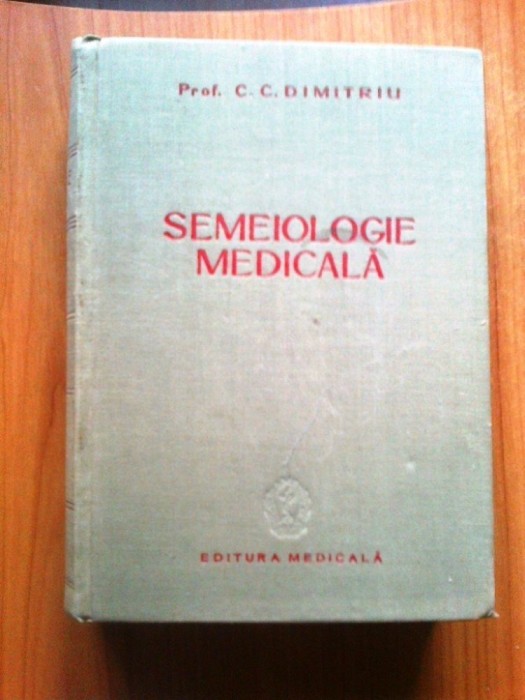 Prof. C. C. DIMITRIU
SEMEIOLOGIE
MEDICALĂ
EDITURA MEDICALĂ